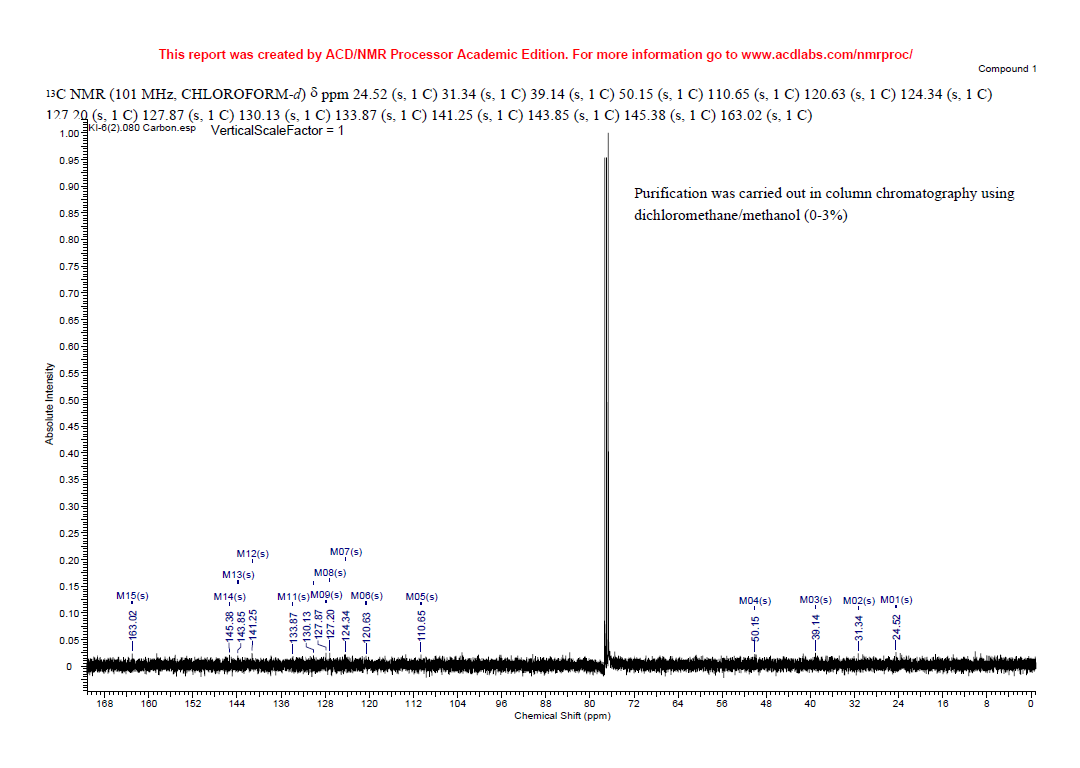 This report was created by ACD/NMR Processor Academic Edition. For more information go to www.acdlabs.com/nmrproc/
Compound 1
13C NMR (101 MHz, CHLOROFORM-d) δ ppm 24.52 (s, 1 C) 31.34 (s, 1 C) 39.14 (s, 1 C) 50.15 (s, 1 C) 110.65 (s, 1 C) 120.63 (s, 1 C) 124.34 (s, 1 C)
127.20 (s, 1 C) 127.87 (s, 1 C) 130.13 (s, 1 C) 133.87 (s, 1 C) 141.25 (s, 1 C) 143.85 (s, 1 C) 145.38 (s, 1 C) 163.02 (s, 1 C)
KI-6(2).080 Carbon.esp VerticalScaleFactor = 1
Purification was carried out in column chromatography using
dichloromethane/methanol (0-3%)
Absolute Intensity
1.00
0.95
0.90
0.85
0.80
0.75
0.70
0.65
0.60
0.55
0.50
0.45
0.40
0.35
0.30
0.25
0.20
0.15
0.10
0.05
0
M12(s) M07(s)
M13(s) M08(s)
M15(s) M14(s) M11(s) M09(s) M06(s) M05(s) M04(s) M03(s) M02(s) M01(s)
163.02 145.38 143.85 141.25 133.87 130.13 127.87 127.20 124.34 120.63 110.65 50.15 39.14 31.34 24.52
168 160 152 144 136 128 120 112 104 96 88 80 72 64 56 48 40 32 24 16 8 0
Chemical Shift (ppm)